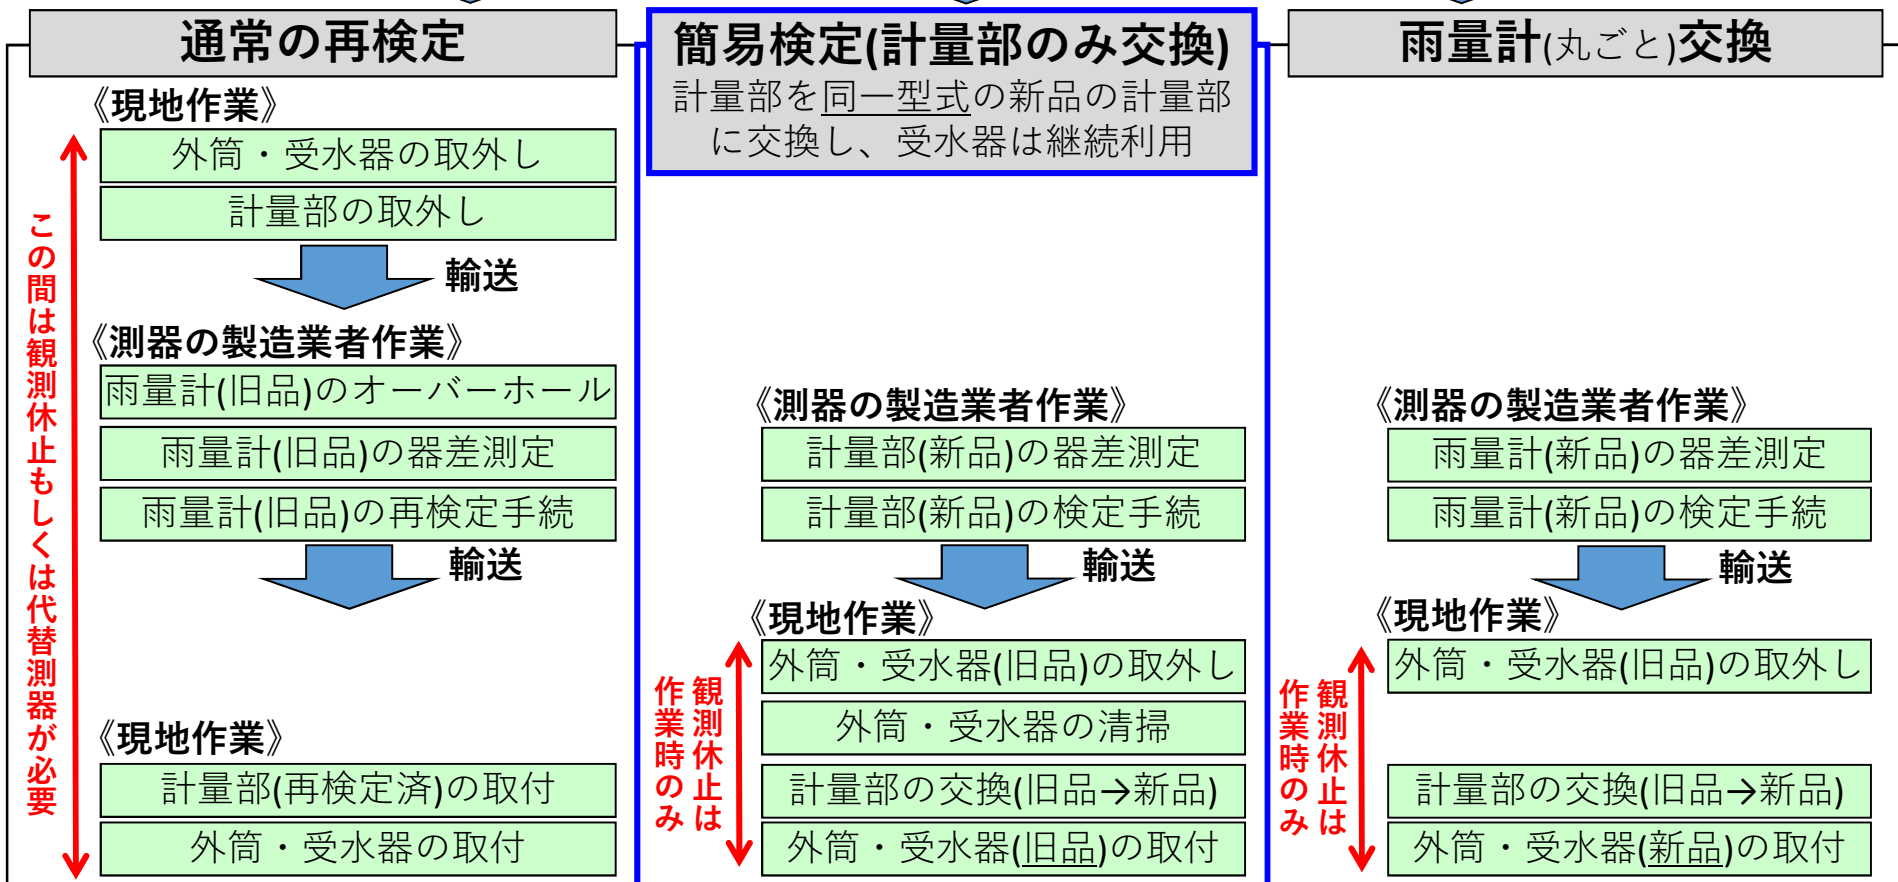 通常の再検定
《現地作業》
外筒・受水器の取外し
計量部の取外し
輸送
《測器の製造業者作業》
雨量計(旧品)のオーバーホール
雨量計(旧品)の器差測定
雨量計(旧品)の再検定手続
輸送
《現地作業》
計量部(再検定済)の取付
外筒・受水器の取付
この間は観測休止もしくは代替測器が必要
簡易検定(計量部のみ交換)
計量部を同一型式の新品の計量部
に交換し、受水器は継続利用
《測器の製造業者作業》
計量部(新品)の器差測定
計量部(新品)の検定手続
輸送
《現地作業》
外筒・受水器(旧品)の取外し
外筒・受水器の清掃
計量部の交換(旧品→新品)
外筒・受水器(旧品)の取付
観測休止は
作業時のみ
雨量計(丸ごと)交換
《測器の製造業者作業》
雨量計(新品)の器差測定
雨量計(新品)の検定手続
輸送
《現地作業》
外筒・受水器(旧品)の取外し
計量部の交換(旧品→新品)
外筒・受水器(新品)の取付
観測休止は
作業時のみ